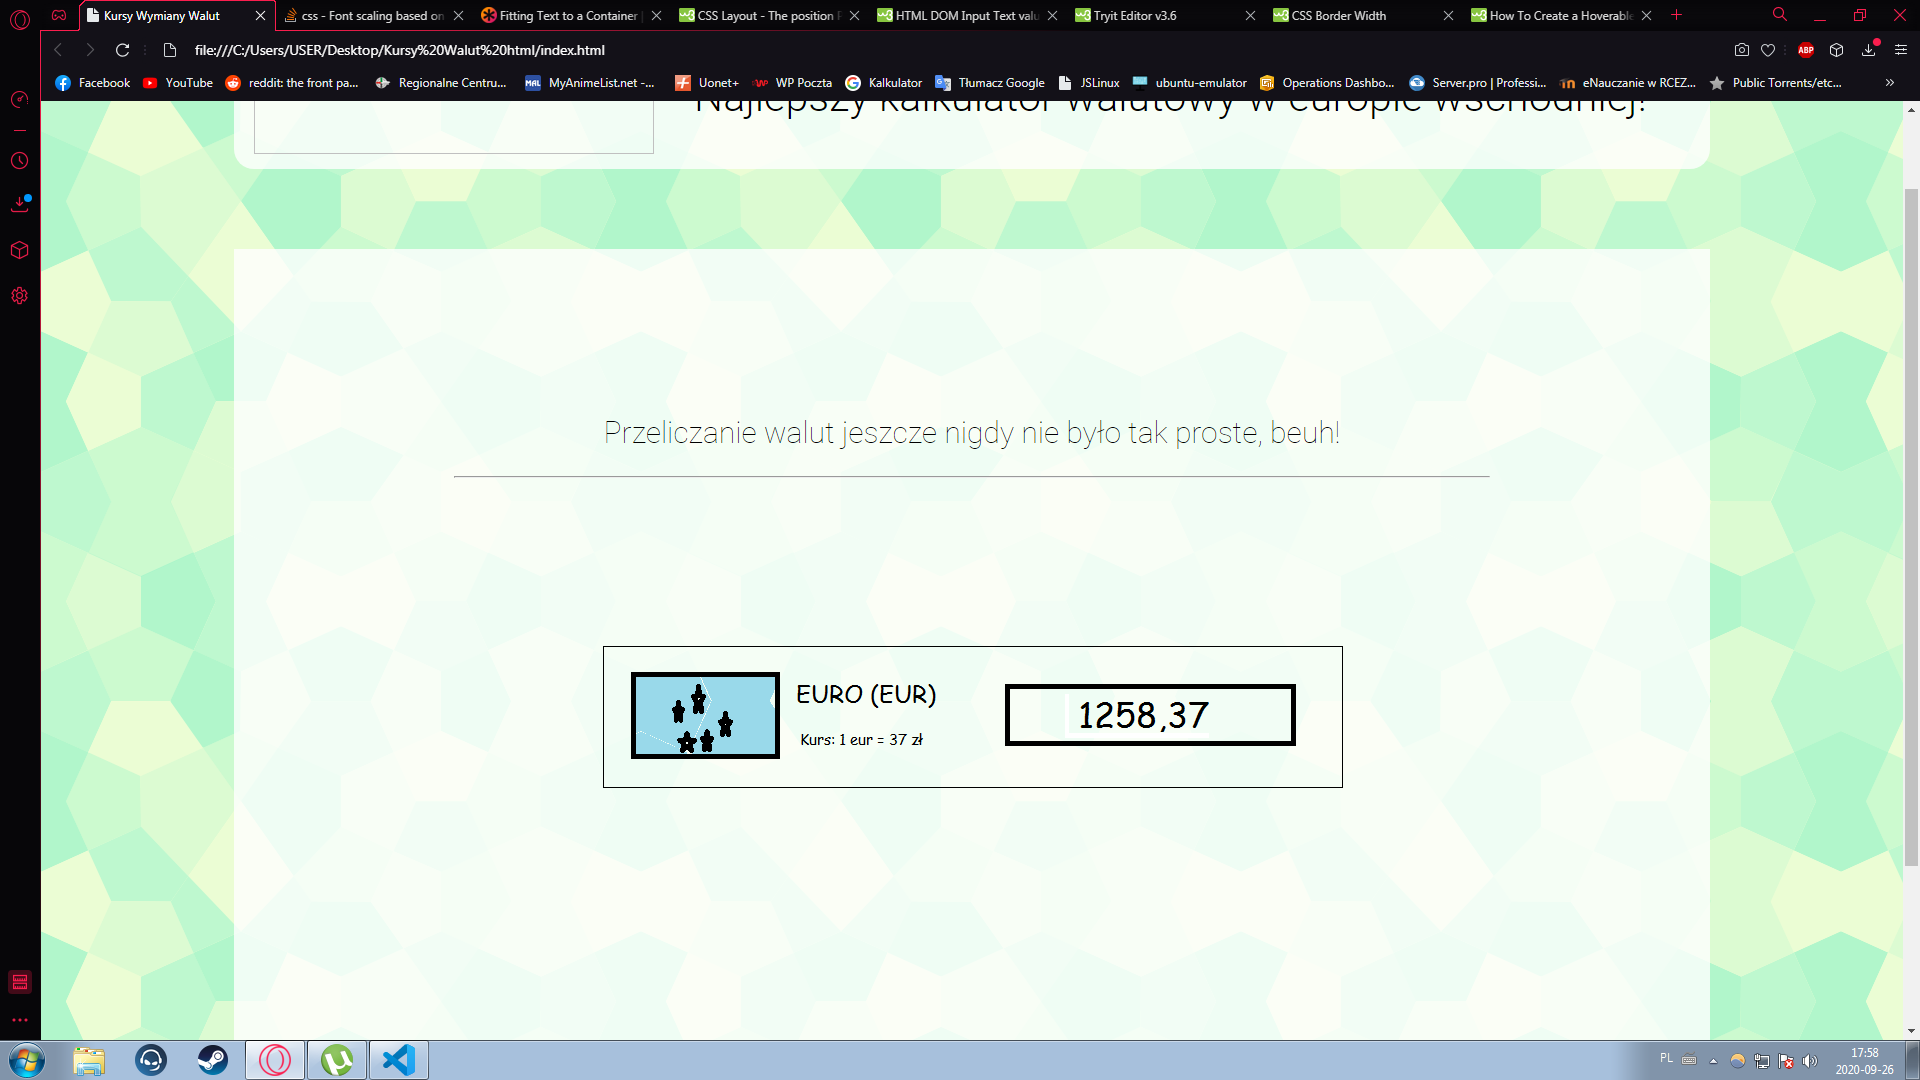 Kursy Wymiany Walut
css - Font scaling based on
Fitting Text to a Container |
CSS Layout - The position P
HTML DOM Input Text valu
Tryit Editor v3.6
CSS Border Width
How To Create a Hoverable
file:///C:/Users/USER/Desktop/Kursy%20Walut%20html/index.html
ABP
Facebook
YouTube
reddit: the front pa...
Regionalne Centru...
MAL MyAnimeList.net -...
Uonet+
WP Poczta
Kalkulator
Tłumacz Google
JSLinux
ubuntu-emulator
Operations Dashbo...
Server.pro | Professi...
eNauczanie w RCEZ...
Public Torrents/etc...
Najlepszy kalkulator walutowy w europie wschodniej!
Przeliczanie walut jeszcze nigdy nie było tak proste, beuh!
EURO (EUR)
Kurs: 1 eur = 37 zł
1258,37
PL
17:58
2020-09-26